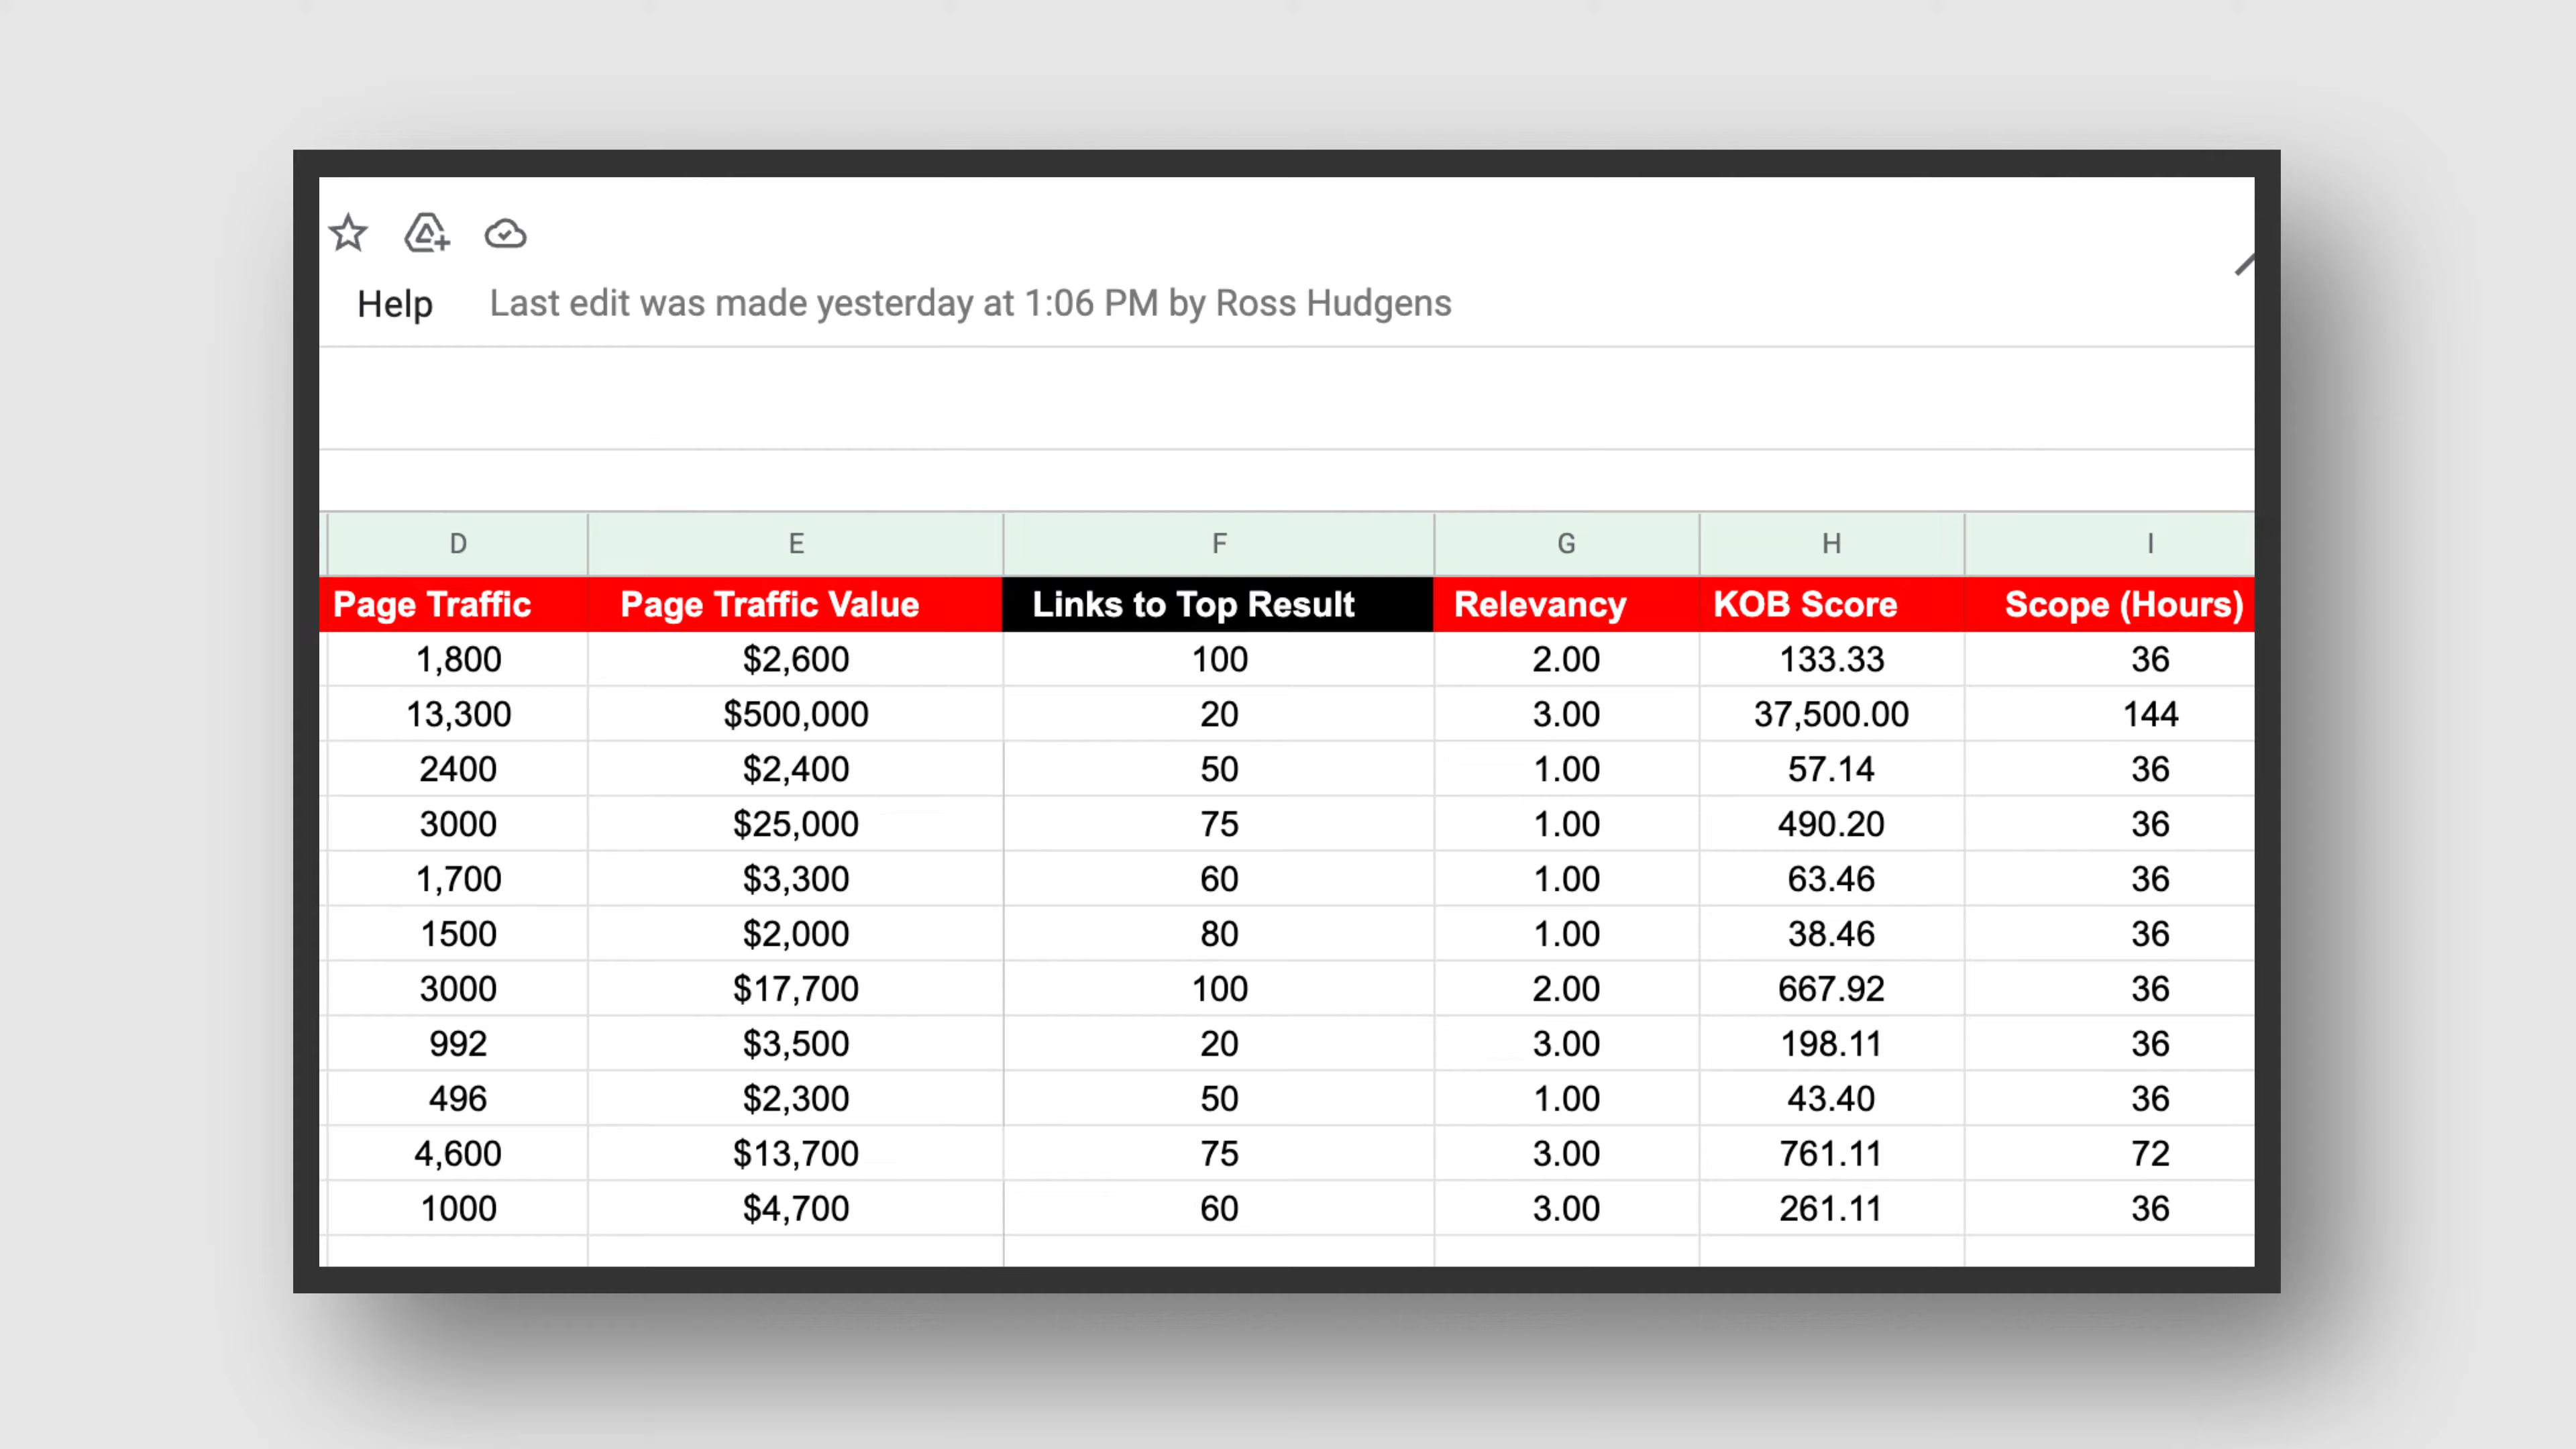 Help Last edit was made yesterday at 1:06 PM by Ross Hudgens
D E F G H I
Page Traffic Page Traffic Value Links to Top Result Relevancy KOB Score Scope (Hours)
1,800 $2,600 100 2.00 133.33 36
13,300 $500,000 20 3.00 37,500.00 144
2400 $2,400 50 1.00 57.14 36
3000 $25,000 75 1.00 490.20 36
1,700 $3,300 60 1.00 63.46 36
1500 $2,000 80 1.00 38.46 36
3000 $17,700 100 2.00 667.92 36
992 $3,500 20 3.00 198.11 36
496 $2,300 50 1.00 43.40 36
4,600 $13,700 75 3.00 761.11 72
1000 $4,700 60 3.00 261.11 36